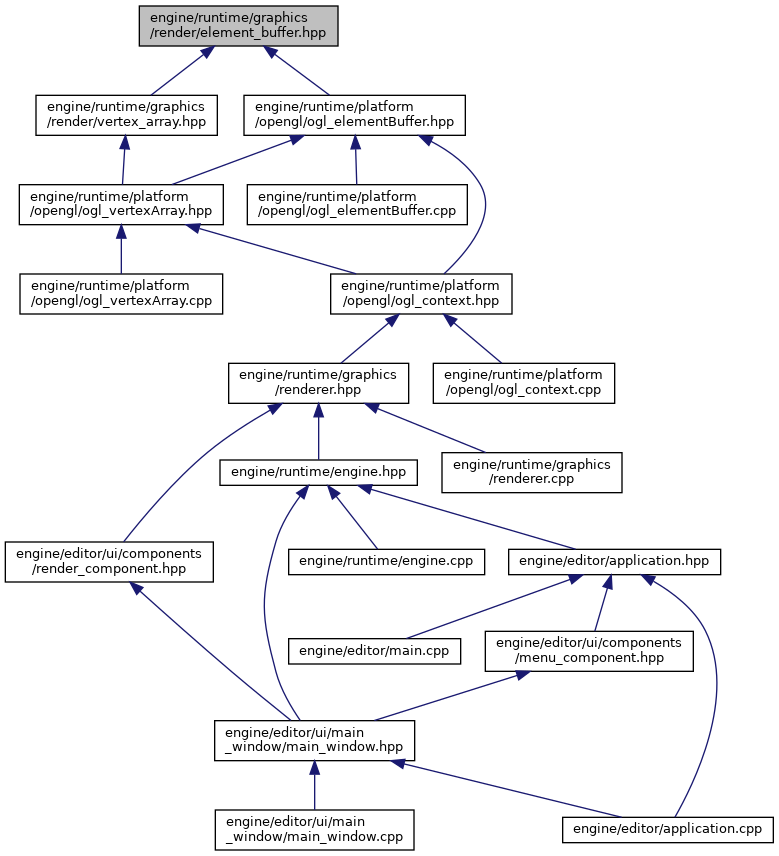 engine/runtime/graphics
/render/element_buffer.hpp
engine/runtime/graphics
/render/vertex_array.hpp
engine/runtime/platform
/opengl/ogl_elementBuffer.hpp
engine/runtime/platform
/opengl/ogl_vertexArray.hpp
engine/runtime/platform
/opengl/ogl_elementBuffer.cpp
engine/runtime/platform
/opengl/ogl_vertexArray.cpp
engine/runtime/platform
/opengl/ogl_context.hpp
engine/runtime/graphics
/renderer.hpp
engine/runtime/platform
/opengl/ogl_context.cpp
engine/runtime/engine.hpp
engine/runtime/graphics
/renderer.cpp
engine/editor/ui/components
/render_component.hpp
engine/runtime/engine.cpp
engine/editor/application.hpp
engine/editor/main.cpp
engine/editor/ui/components
/menu_component.hpp
engine/editor/ui/main
_window/main_window.hpp
engine/editor/ui/main
_window/main_window.cpp
engine/editor/application.cpp